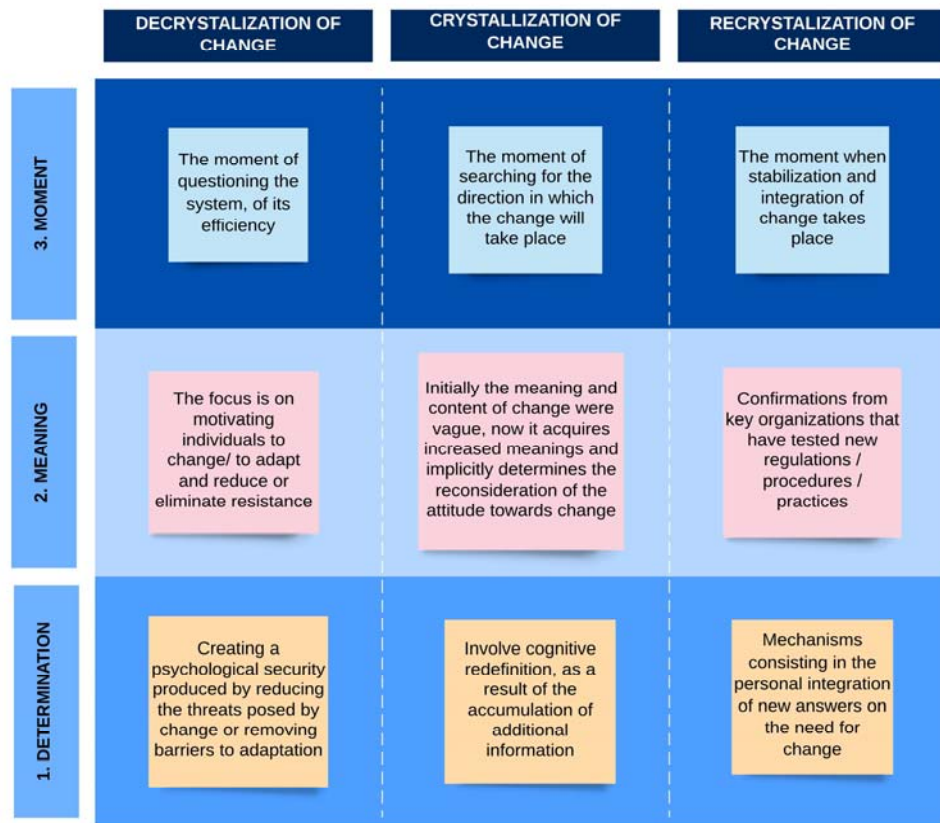 DECRYSTALIZATION OF
CHANGE
CRYSTALLIZATION OF
CHANGE
RECRYSTALIZATION OF
CHANGE
3. MOMENT
The moment of
questioning the
system, of its
efficiency
The moment of
searching for the
direction in which
the change will
take place
The moment when
stabilization and
integration of
change takes
place
2. MEANING
The focus is on
motivating
individuals to
change/ to adapt
and reduce or
eliminate resistance
Initially the meaning and
content of change were
vague, now it acquires
increased meanings and
implicitly determines the
reconsideration of the
attitude towards change
Confirmations from
key organizations that
have tested new
regulations /
procedures /
practices
1. DETERMINATION
Creating a
psychological security
produced by reducing
the threats posed by
change or removing
barriers to adaptation
Involve cognitive
redefinition, as a
result of the
accumulation of
additional
information
Mechanisms
consisting in the
personal integration
of new answers on
the need for
change